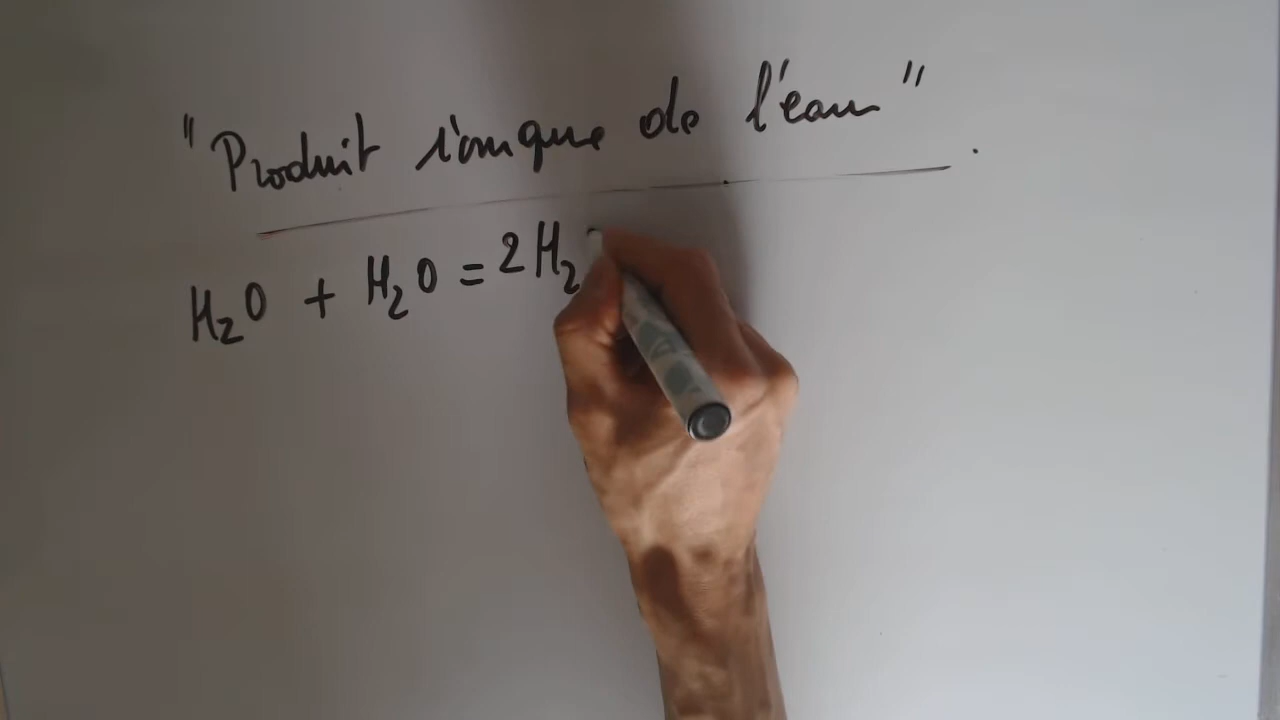 "Produit ionique de l'eau".
H₂O + H₂O = 2H₂